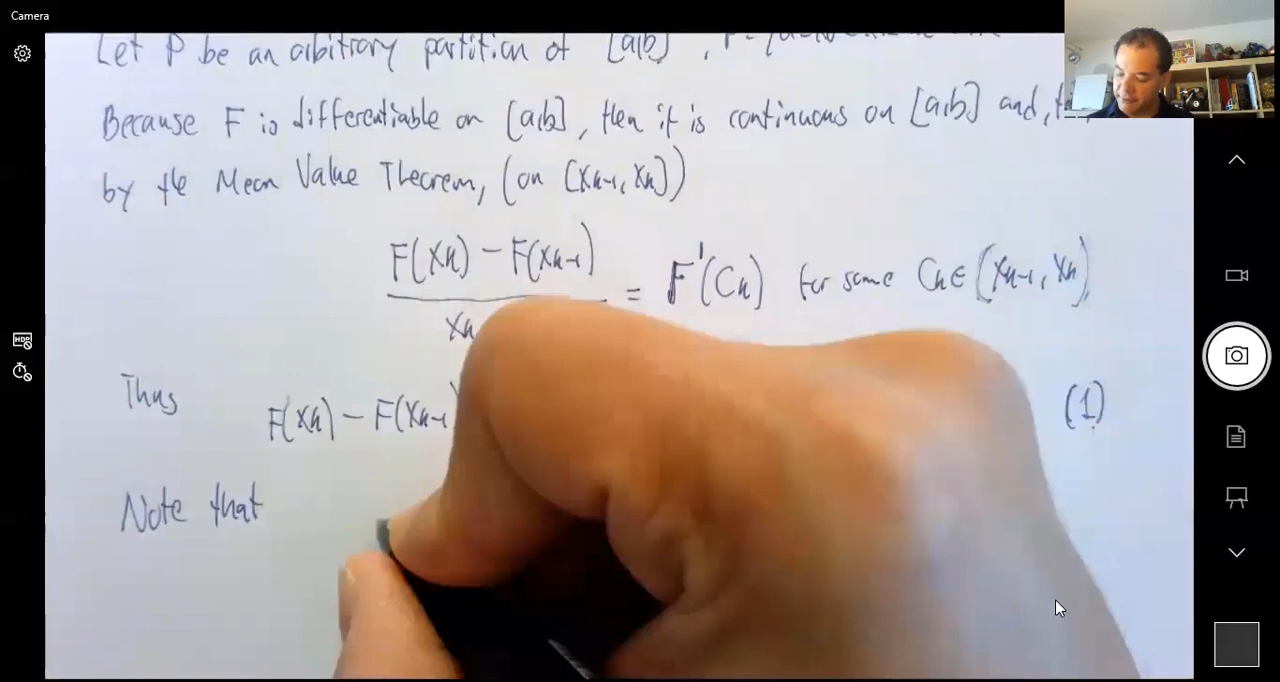 Camera
Let P be an arbitrary partition of [a,b],
Because F is differentiable on [a,b], then it is continuous on [a,b] and,
by the Mean Value Theorem, (on [xk-1, xk])
F(xk) - F(xk-1)
= F'(Ck) for some Ck∈(xk-1, xk),
xk
Thus F(xk) - F(xk-1) (1)
Note that